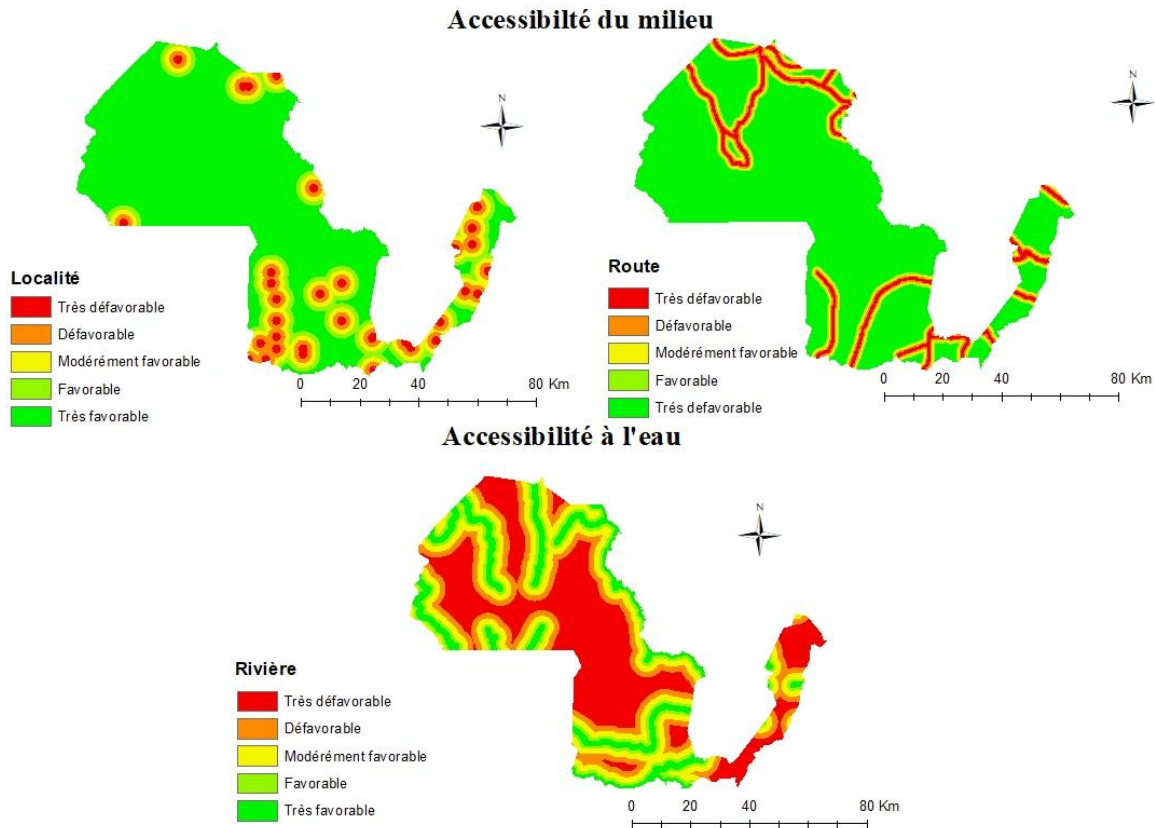 Accessibilté du milieu
N
Localité
Très défavorable
Défavorable
Modérément favorable
Favorable
Très favorable
0 20 40 80 Km
N
Route
Très défavorable
Défavorable
Modérément favorable
Favorable
Trés defavorable
0 20 40 80 Km
Accessibilité à l'eau
N
Rivière
Très défavorable
Défavorable
Modérément favorable
Favorable
Très favorable
0 20 40 80 Km